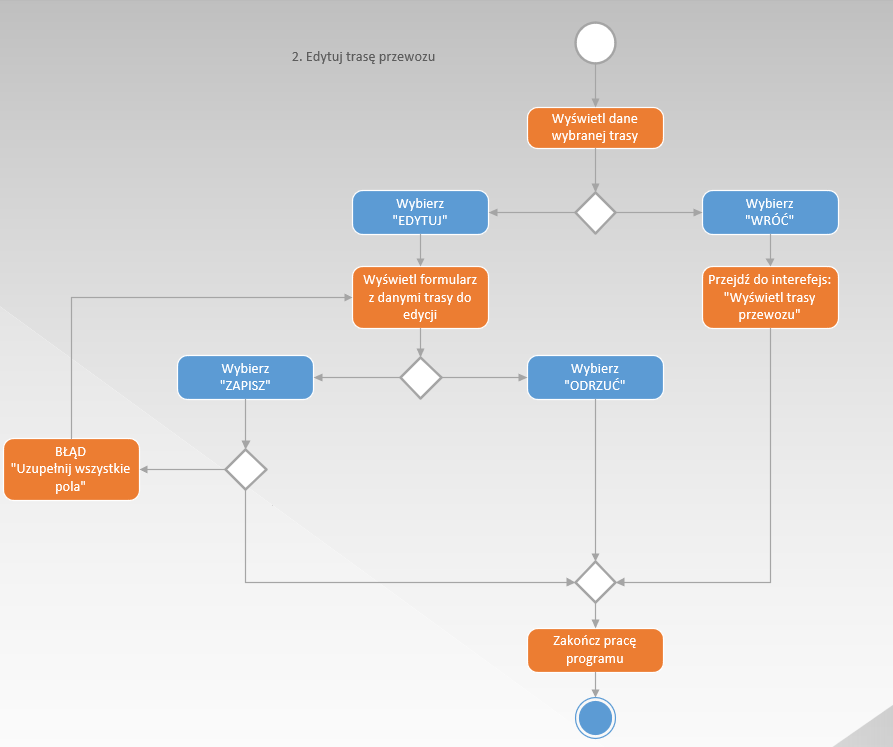 2. Edytuj trasę przewozu
Wyświetl dane
wybranej trasy
Wybierz
"EDYTUJ"
Wybierz
"WRÓĆ"
Wyświetl formularz
z danymi trasy do
edycji
Przejdź do interefejs:
"Wyświetl trasy
przewozu"
Wybierz
"ZAPISZ"
Wybierz
"ODRZUĆ"
BŁĄD
"Uzupełnij wszystkie
pola"
Zakończ pracę
programu